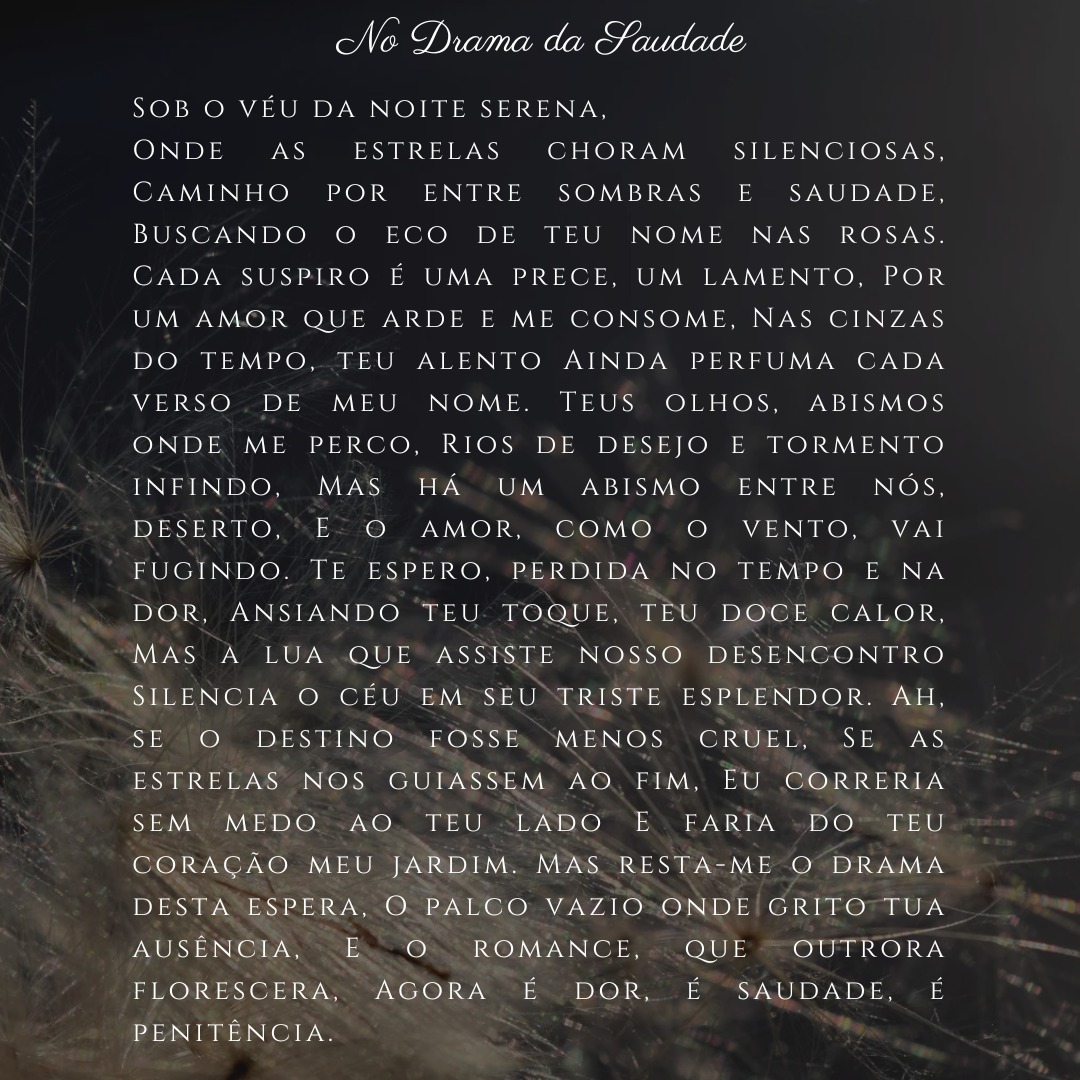 No Drama da Saudade
Sob o véu da noite serena,
Onde as estrelas choram silenciosas,
Caminho por entre sombras e saudade,
Buscando o eco de teu nome nas rosas.
Cada suspiro é uma prece, um lamento, Por
um amor que arde e me consome, Nas cinzas
do tempo, teu alento Ainda perfuma cada
verso de meu nome. Teus olhos, abismos
onde me perco, Rios de desejo e tormento
infindo, Mas há um abismo entre nós,
deserto, E o amor, como o vento, vai
fugindo. Te espero, perdida no tempo e na
dor, Ansiando teu toque, teu doce calor,
Mas a lua que assiste nosso desencontro
Silencia o céu em seu triste esplendor. Ah,
se o destino fosse menos cruel, Se as
estrelas nos guiassem ao fim, Eu correria
sem medo ao teu lado E faria do teu
coração meu jardim. Mas resta-me o drama
desta espera, O palco vazio onde grito tua
ausência, E o romance, que outrora
florescera, Agora é dor, é saudade, é
penitência.